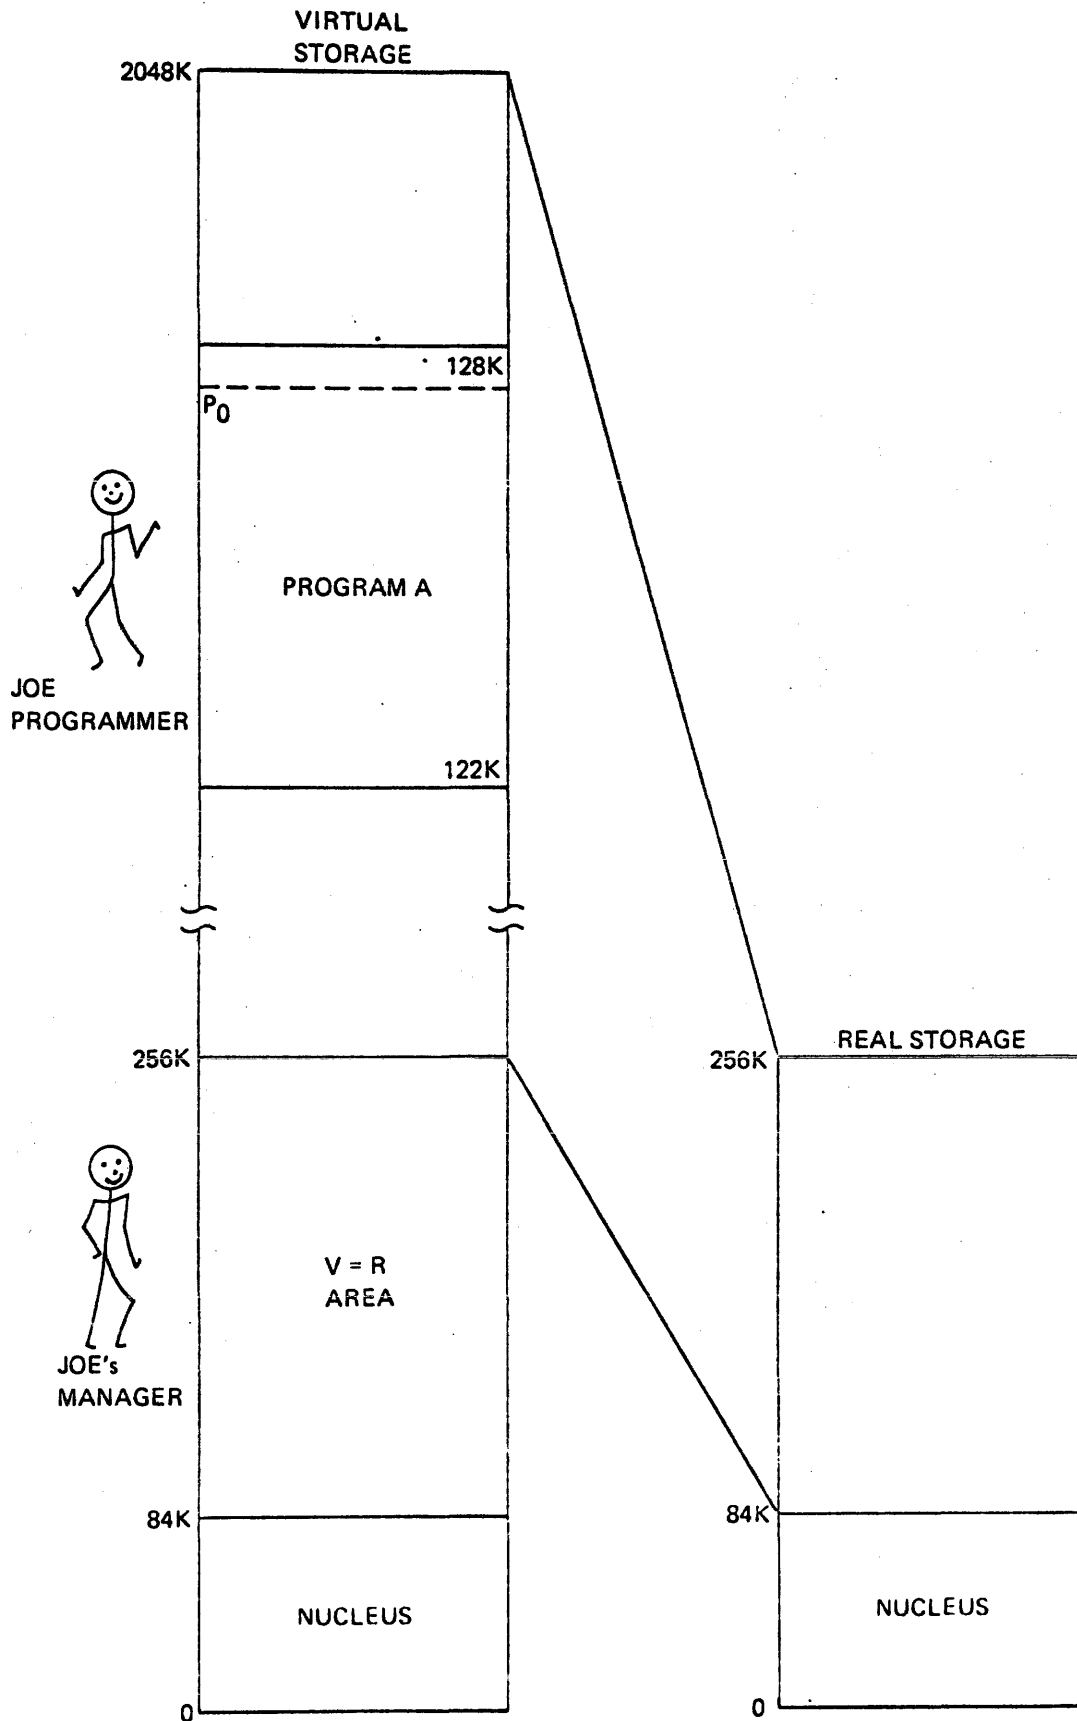 VIRTUAL
STORAGE
2048K
128K
P0
PROGRAM A
JOE
PROGRAMMER
122K
256K
REAL STORAGE
256K
V = R
AREA
JOE's
MANAGER
84K
84K
NUCLEUS
NUCLEUS
0
0